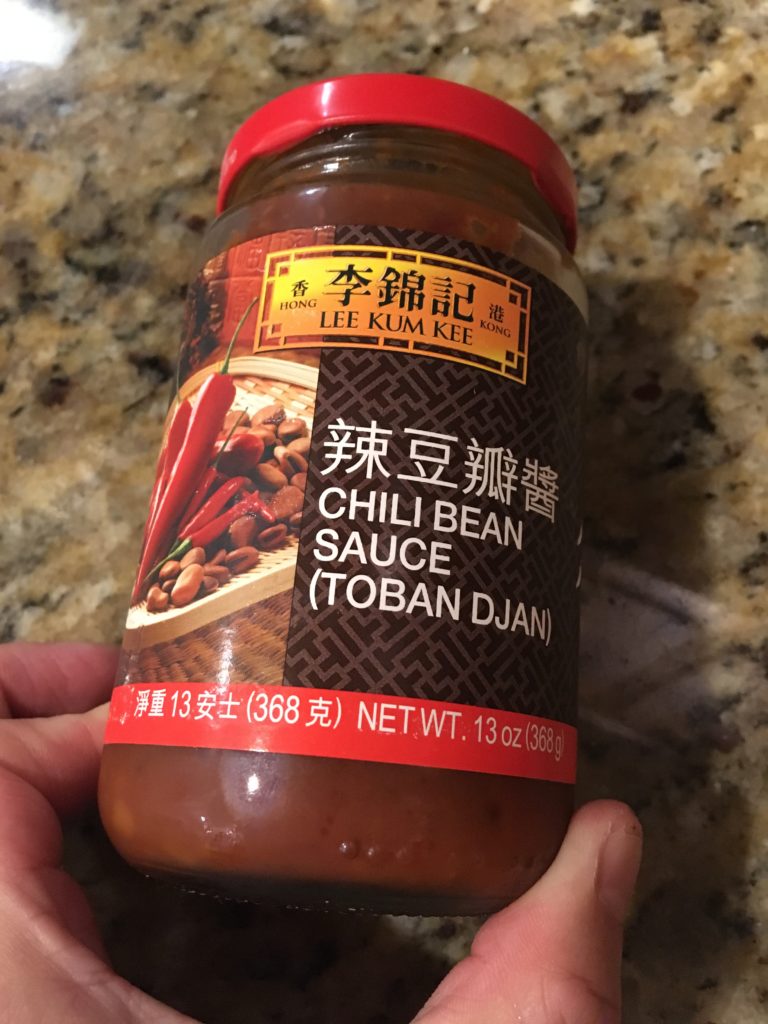 香 李錦記 港
HONG LEE KUM KEE KONG
辣豆瓣醬
CHILI BEAN
SAUCE
(TOBAN DJAN)
淨重 13 安士 (368 克) NET WT. 13 oz (368g)